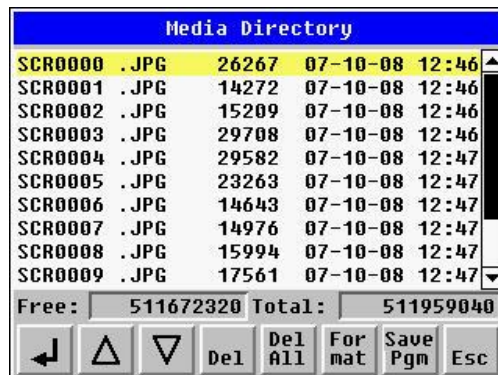 Media Directory
SCR0000 .JPG 26267 07-10-08 12:46
SCR0001 .JPG 14272 07-10-08 12:46
SCR0002 .JPG 15209 07-10-08 12:46
SCR0003 .JPG 29708 07-10-08 12:46
SCR0004 .JPG 29582 07-10-08 12:47
SCR0005 .JPG 23263 07-10-08 12:47
SCR0006 .JPG 14643 07-10-08 12:47
SCR0007 .JPG 14976 07-10-08 12:47
SCR0008 .JPG 15994 07-10-08 12:47
SCR0009 .JPG 17561 07-10-08 12:47
Free: 511672320 Total: 511959040
Del Del All For mat Save Pgm Esc